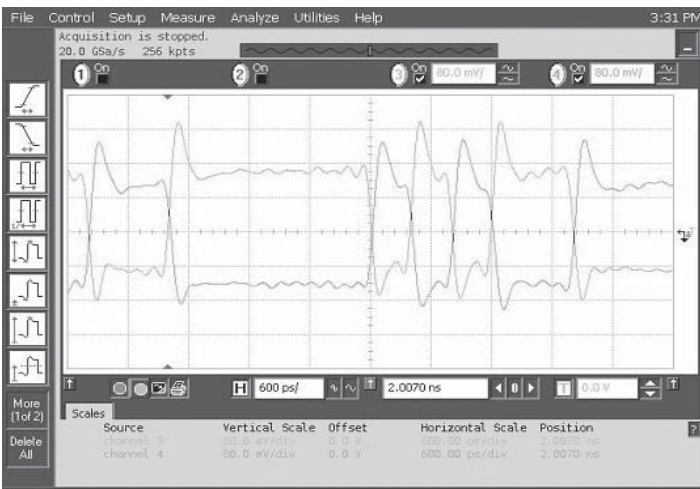 File Control Setup Measure Analyze Utilities Help 3:31 PM
Acquisition is stopped.
20.0 GSa/s 256 kpts
1 On 2 On 3 On 80.0 mV/ 4 On 80.0 mV/
H 600 ps/ 2.0070 ns 0 T 0.0 V
More
(1of 2)
Delete
All
Scales
Source Vertical Scale Offset Horizontal Scale Position
channel 3 80.0 mV/div 0.0 V 600.00 ps/div 2.0070 ns
channel 4 80.0 mV/div 0.0 V 600.00 ps/div 2.0070 ns
?